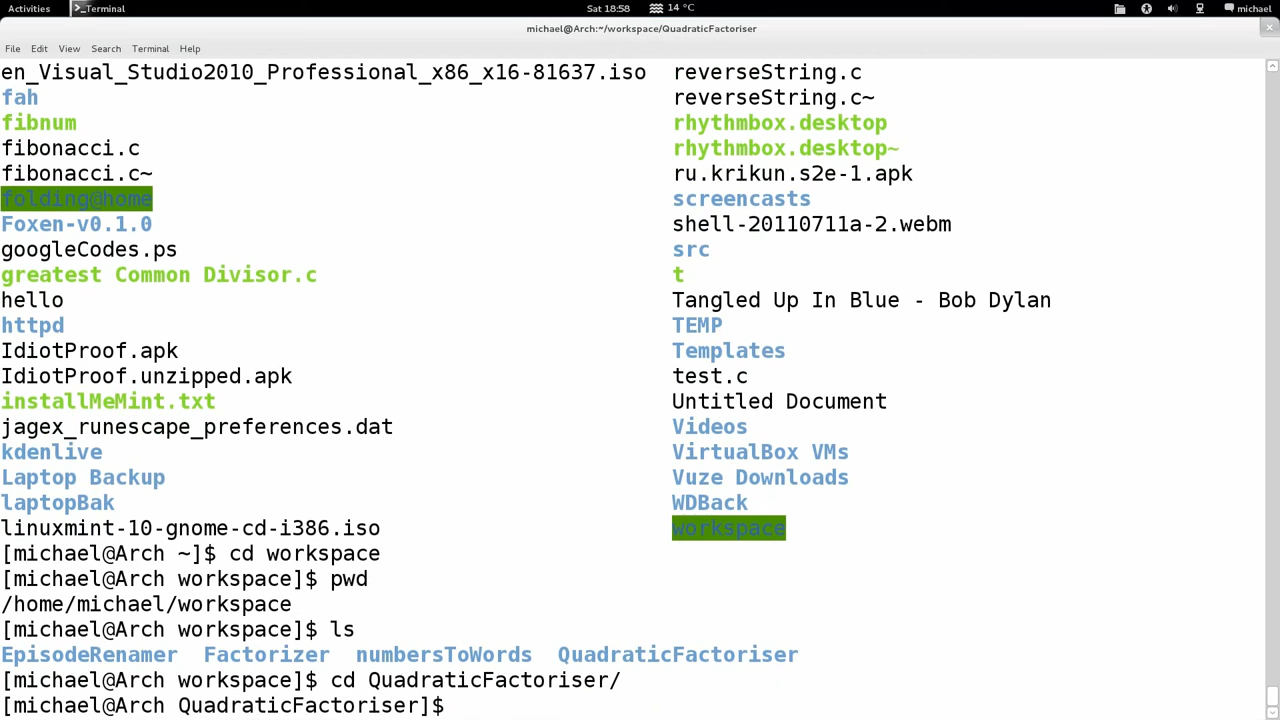 Activities Terminal Sat 18:58 14 °C michael
michael@Arch:~/workspace/QuadraticFactoriser
File Edit View Search Terminal Help
en_Visual_Studio2010_Professional_x86_x16-81637.iso reverseString.c
fah reverseString.c~
fibnum rhythmbox.desktop
fibonacci.c rhythmbox.desktop~
fibonacci.c~ ru.krikun.s2e-1.apk
folding@home screencasts
Foxen-v0.1.0 shell-20110711a-2.webm
googleCodes.ps src
greatest Common Divisor.c t
hello Tangled Up In Blue - Bob Dylan
httpd TEMP
IdiotProof.apk Templates
IdiotProof.unzipped.apk test.c
installMeMint.txt Untitled Document
jagex_runescape_preferences.dat Videos
kdenlive VirtualBox VMs
Laptop Backup Vuze Downloads
laptopBak WDBack
linuxmint-10-gnome-cd-i386.iso workspace
[michael@Arch ~]$ cd workspace
[michael@Arch workspace]$ pwd
/home/michael/workspace
[michael@Arch workspace]$ ls
EpisodeRenamer Factorizer numbersToWords QuadraticFactoriser
[michael@Arch workspace]$ cd QuadraticFactoriser/
[michael@Arch QuadraticFactoriser]$